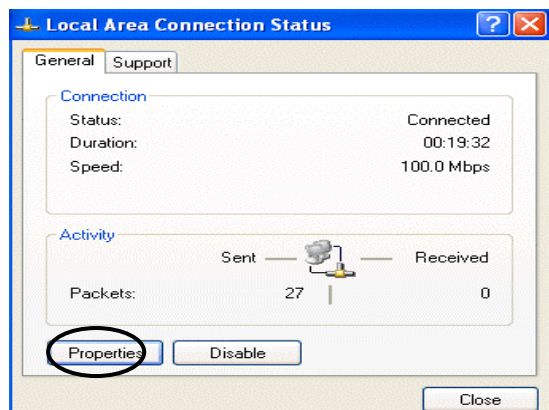 Local Area Connection Status
General Support
Connection
Status: Connected
Duration: 00:19:32
Speed: 100.0 Mbps
Activity
Sent Received
Packets: 27 0
Properties Disable
Close